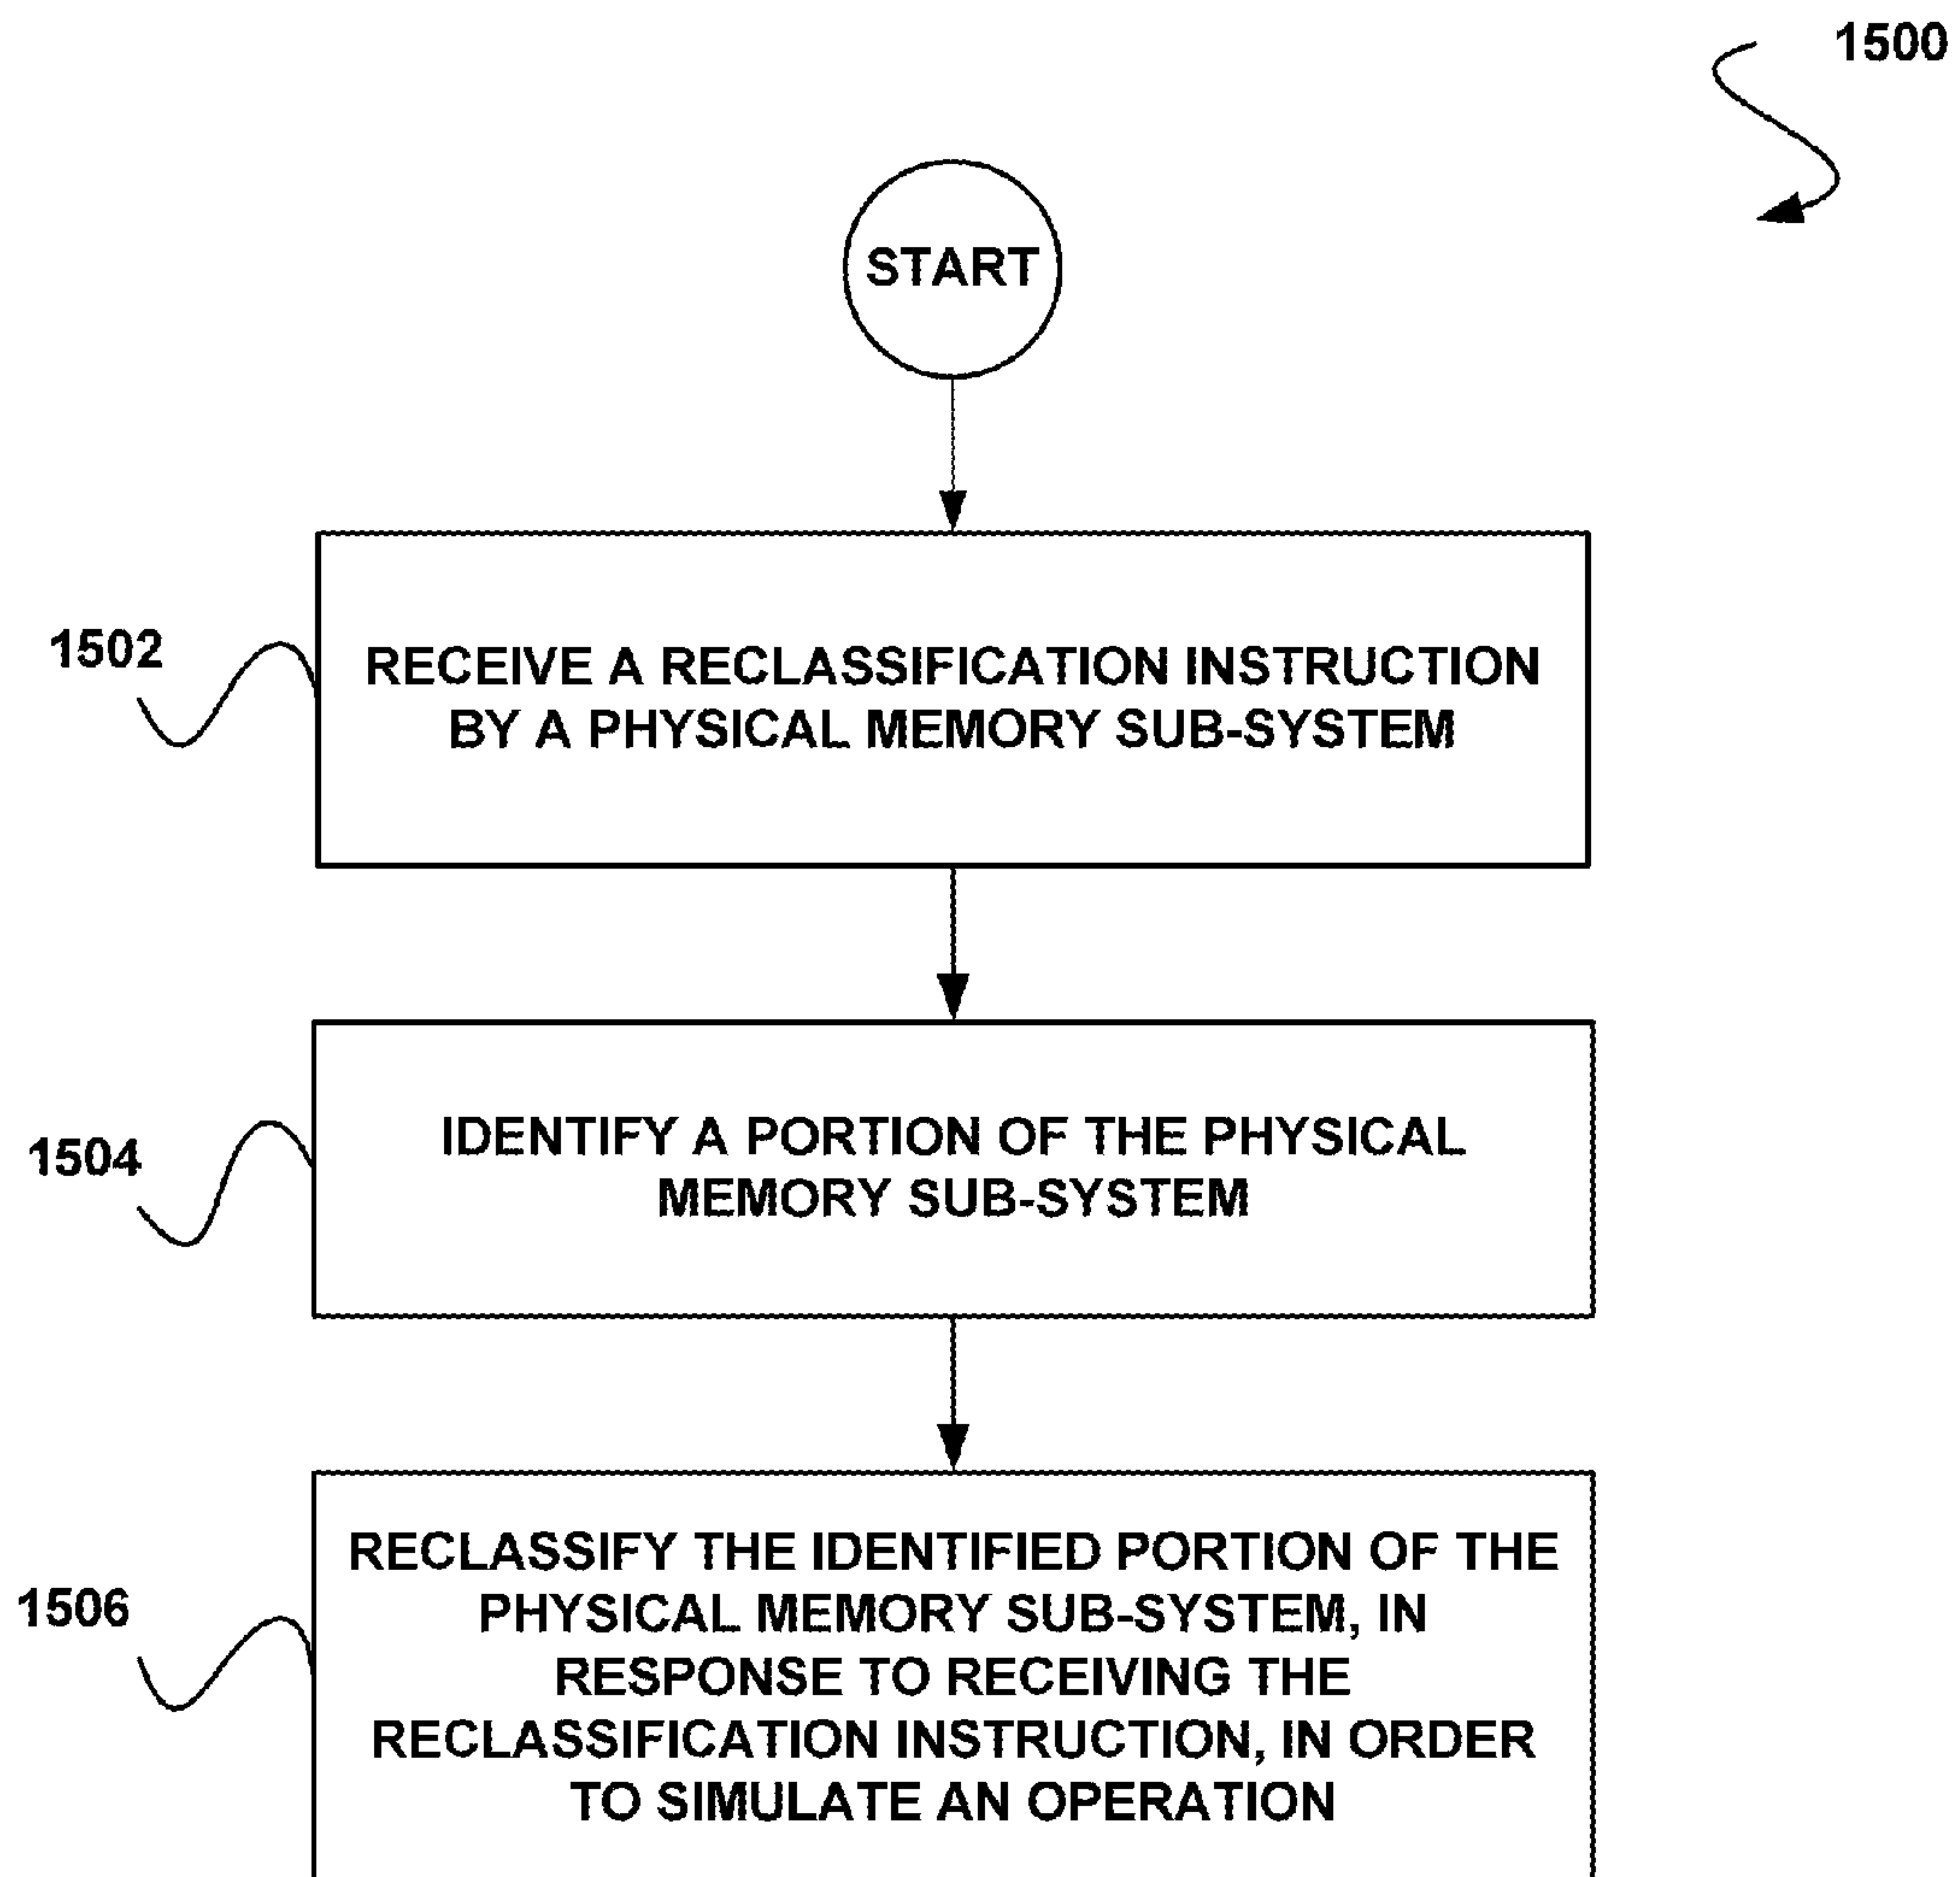 1500
START
1502
RECEIVE A RECLASSIFICATION INSTRUCTION
BY A PHYSICAL MEMORY SUB-SYSTEM
1504
IDENTIFY A PORTION OF THE PHYSICAL
MEMORY SUB-SYSTEM
1506
RECLASSIFY THE IDENTIFIED PORTION OF THE
PHYSICAL MEMORY SUB-SYSTEM, IN
RESPONSE TO RECEIVING THE
RECLASSIFICATION INSTRUCTION, IN ORDER
TO SIMULATE AN OPERATION